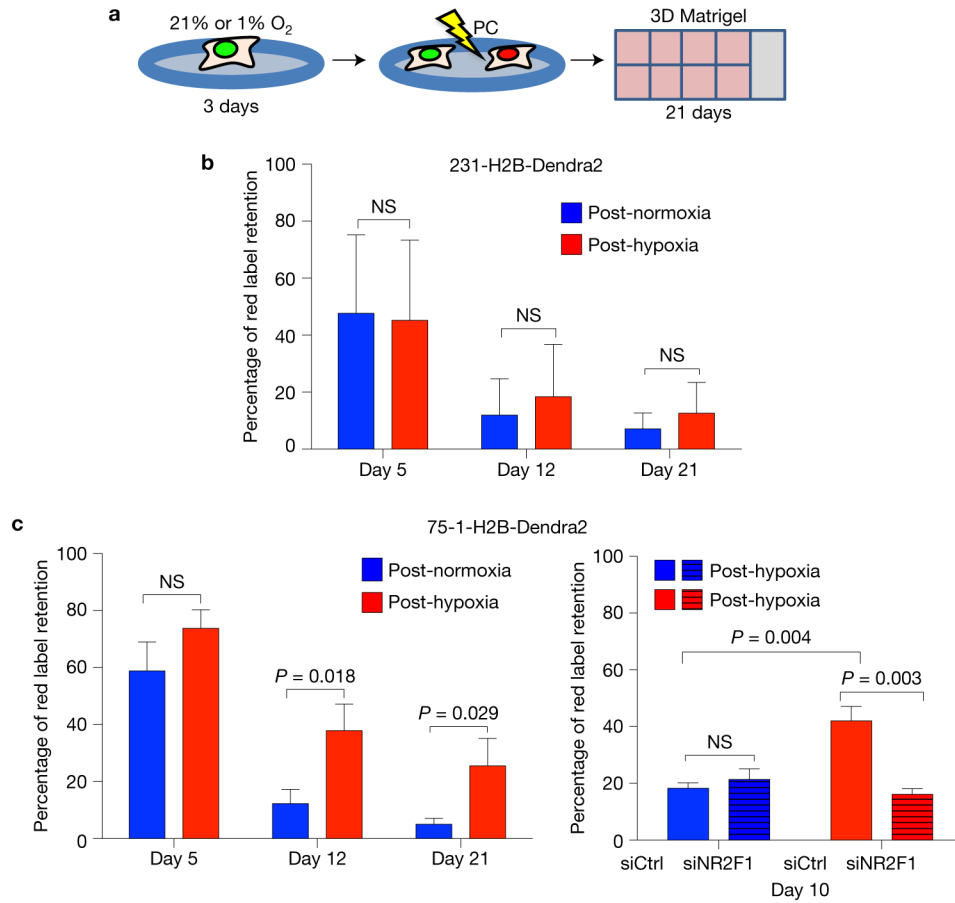 a
21% or 1% O2
3 days
PC
3D Matrigel
21 days
b
231-H2B-Dendra2
Percentage of red label retention
100
80
60
40
20
0
NS
NS
NS
Post-normoxia
Post-hypoxia
Day 5
Day 12
Day 21
c
75-1-H2B-Dendra2
Percentage of red label retention
100
80
60
40
20
0
NS
P = 0.018
P = 0.029
Post-normoxia
Post-hypoxia
Day 5
Day 12
Day 21
Percentage of red label retention
100
80
60
40
20
0
Post-hypoxia
Post-hypoxia
P = 0.004
P = 0.003
NS
siCtrl siNR2F1 siCtrl siNR2F1
Day 10